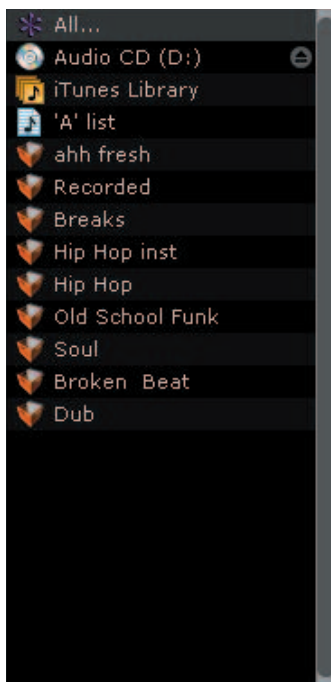 All...
Audio CD (D:)
iTunes Library
'A' list
ahh fresh
Recorded
Breaks
Hip Hop inst
Hip Hop
Old School Funk
Soul
Broken  Beat
Dub